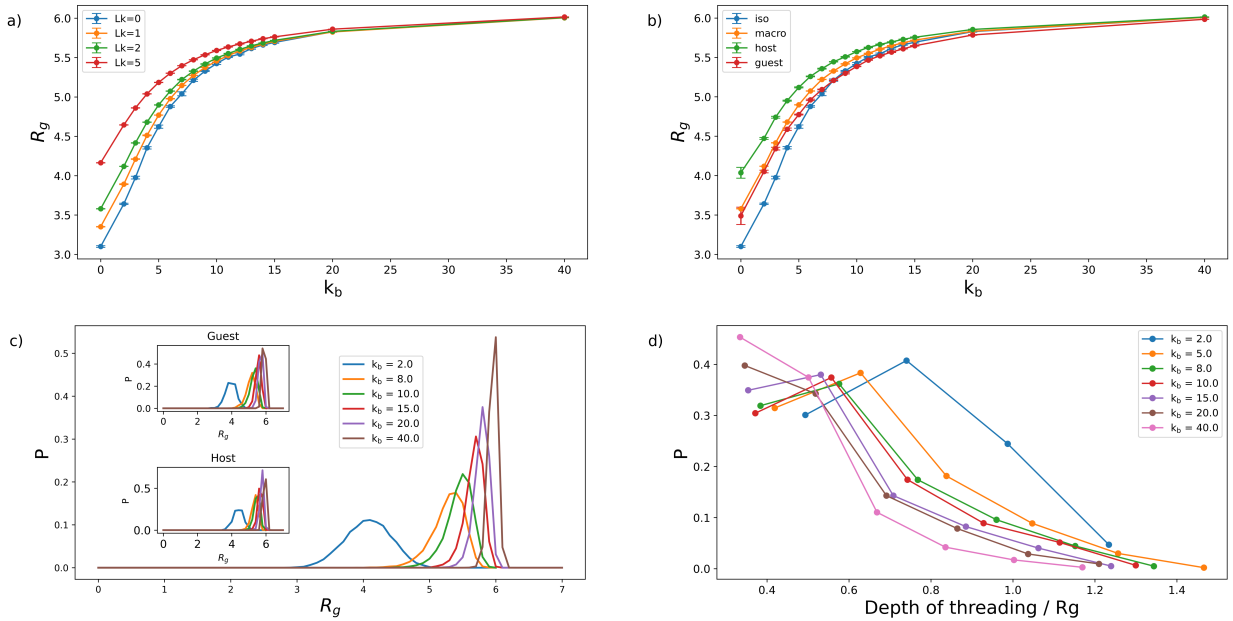 a)
Lk=0
Lk=1
Lk=2
Lk=5
6.0
5.5
5.0
4.5
4.0
3.5
3.0
R_g
0 5 10 15 20 25 30 35 40
k_b
b)
iso
macro
host
guest
6.0
5.5
5.0
4.5
4.0
3.5
3.0
R_g
0 5 10 15 20 25 30 35 40
k_b
c)
0.5
0.4
0.3
0.2
0.1
0.0
P
Guest
0.4
0.2
0.0
P
0 2 4 6
R_g
Host
0.5
0.0
P
0 2 4 6
R_g
k_b = 2.0
k_b = 8.0
k_b = 10.0
k_b = 15.0
k_b = 20.0
k_b = 40.0
0 1 2 3 4 5 6 7
R_g
d)
0.4
0.3
0.2
0.1
0.0
P
k_b = 2.0
k_b = 5.0
k_b = 8.0
k_b = 10.0
k_b = 15.0
k_b = 20.0
k_b = 40.0
0.4 0.6 0.8 1.0 1.2 1.4
Depth of threading / Rg